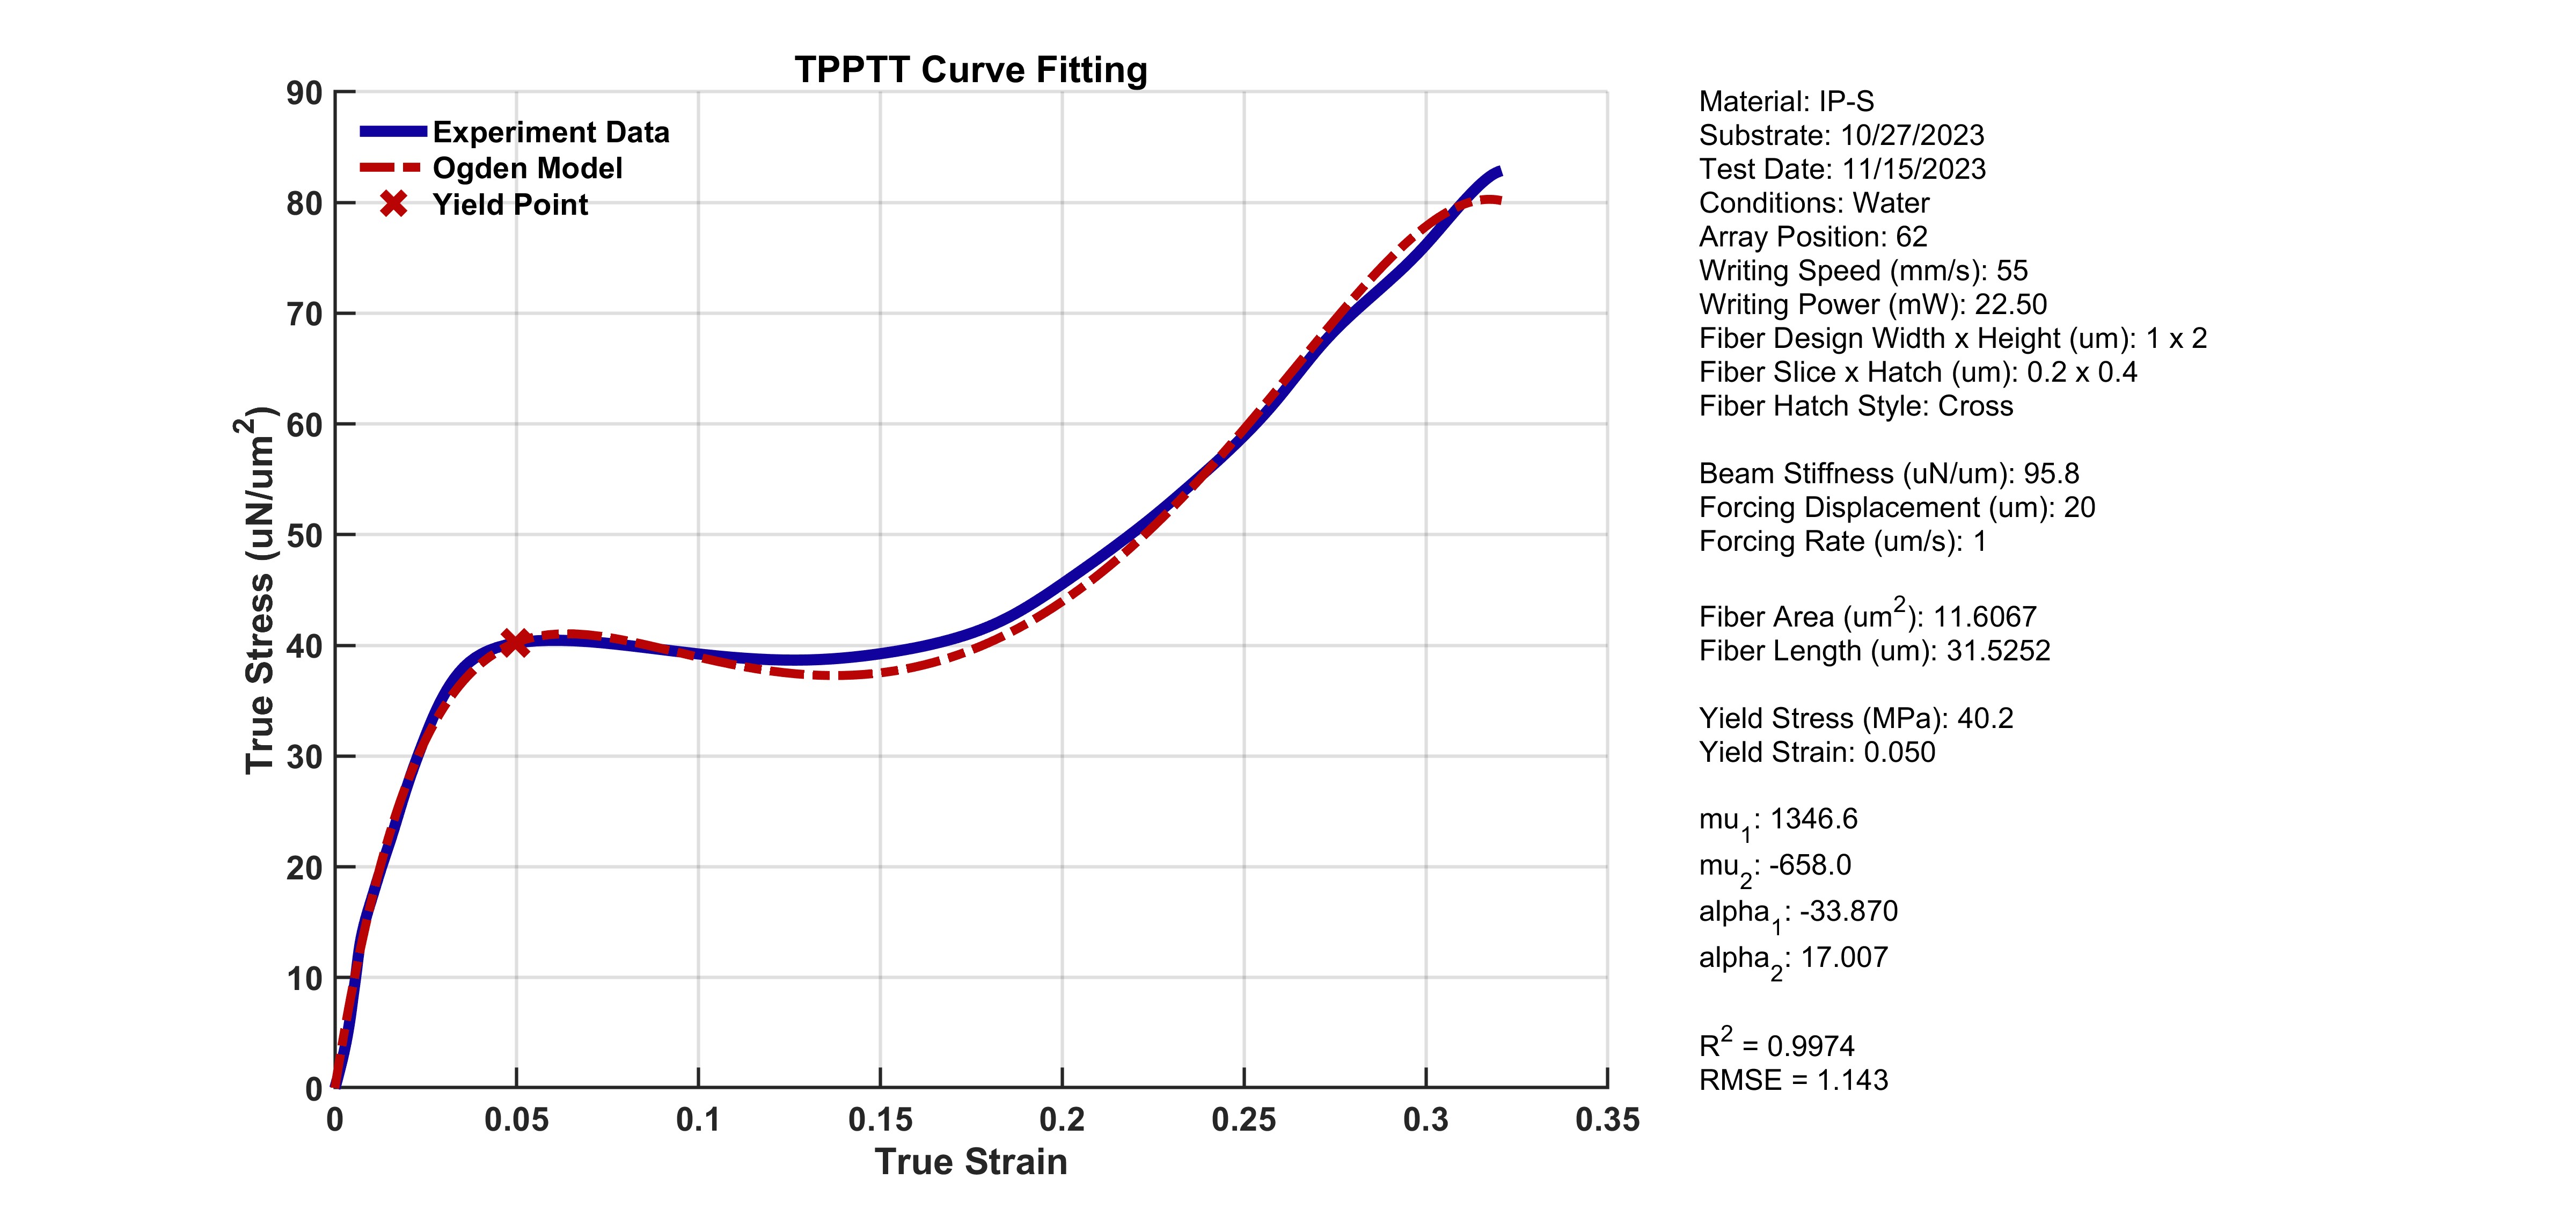 TPPTT Curve Fitting
90
80
70
60
50
40
30
20
10
0
True Stress (uN/um²)
Experiment Data
Ogden Model
Yield Point
0 0.05 0.1 0.15 0.2 0.25 0.3 0.35
True Strain
Material: IP-S
Substrate: 10/27/2023
Test Date: 11/15/2023
Conditions: Water
Array Position: 62
Writing Speed (mm/s): 55
Writing Power (mW): 22.50
Fiber Design Width x Height (um): 1 x 2
Fiber Slice x Hatch (um): 0.2 x 0.4
Fiber Hatch Style: Cross
Beam Stiffness (uN/um): 95.8
Forcing Displacement (um): 20
Forcing Rate (um/s): 1
Fiber Area (um²): 11.6067
Fiber Length (um): 31.5252
Yield Stress (MPa): 40.2
Yield Strain: 0.050
mu₁: 1346.6
mu₂: -658.0
alpha₁: -33.870
alpha₂: 17.007
R² = 0.9974
RMSE = 1.143